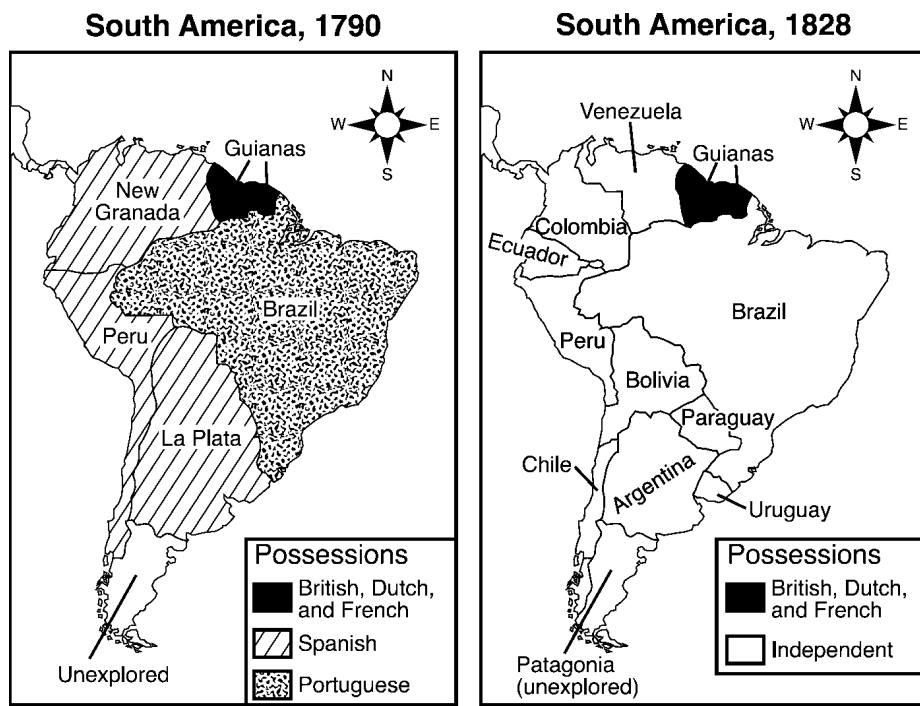 South America, 1790
N
W E
S
Guianas
New
Granada
Brazil
Peru
La Plata
Unexplored
Possessions
British, Dutch,
and French
Spanish
Portuguese
South America, 1828
N
W E
S
Venezuela
Guianas
Colombia
Ecuador
Brazil
Peru
Bolivia
Paraguay
Chile
Argentina
Uruguay
Patagonia
(unexplored)
Possessions
British, Dutch,
and French
Independent